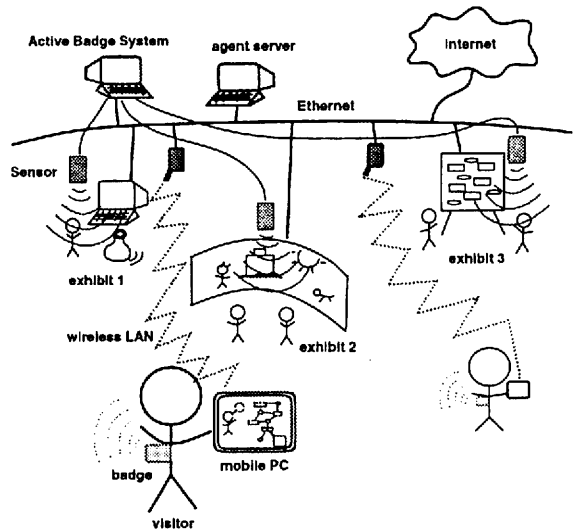 Active Badge System
agent server
Internet
Ethernet
Sensor
exhibit 1
exhibit 3
wireless LAN
exhibit 2
mobile PC
badge
visitor